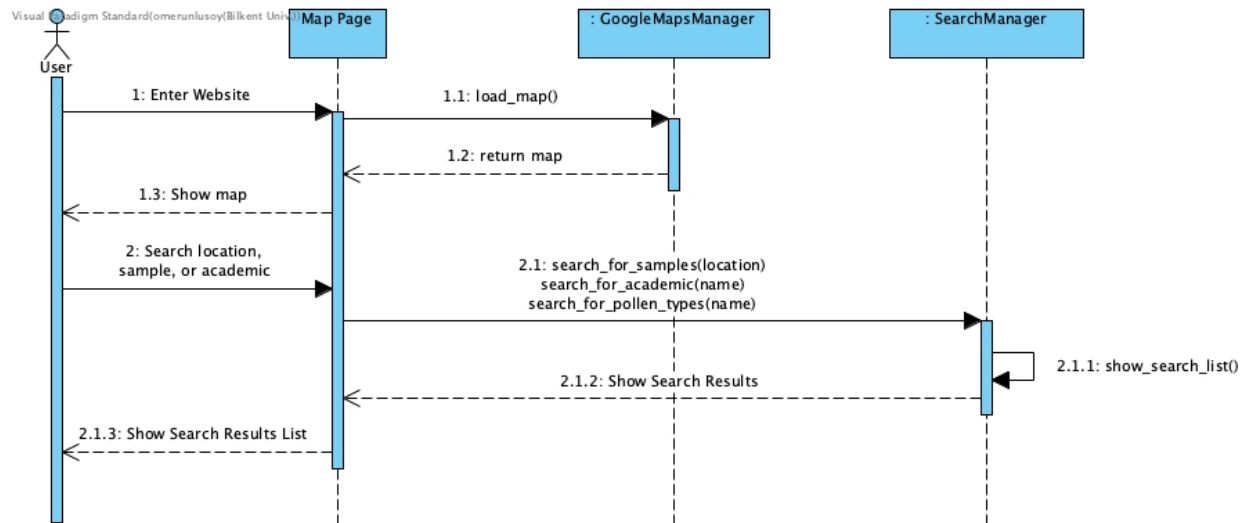 Visual Paradigm Standard(omerunlusoy(Bilkent Univ.))
User
Map Page
: GoogleMapsManager
: SearchManager
1: Enter Website
1.1: load_map()
1.2: return map
1.3: Show map
2: Search location,
sample, or academic
2.1: search_for_samples(location)
search_for_academic(name)
search_for_pollen_types(name)
2.1.1: show_search_list()
2.1.2: Show Search Results
2.1.3: Show Search Results List